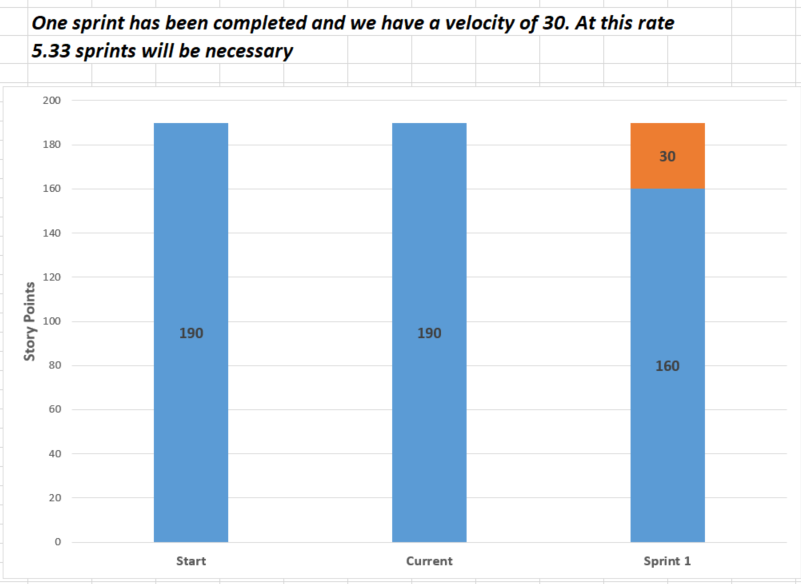 One sprint has been completed and we have a velocity of 30. At this rate
5.33 sprints will be necessary
200
180
160
140
120
100
80
60
40
20
0
Story Points
190
190
30
160
Start
Current
Sprint 1